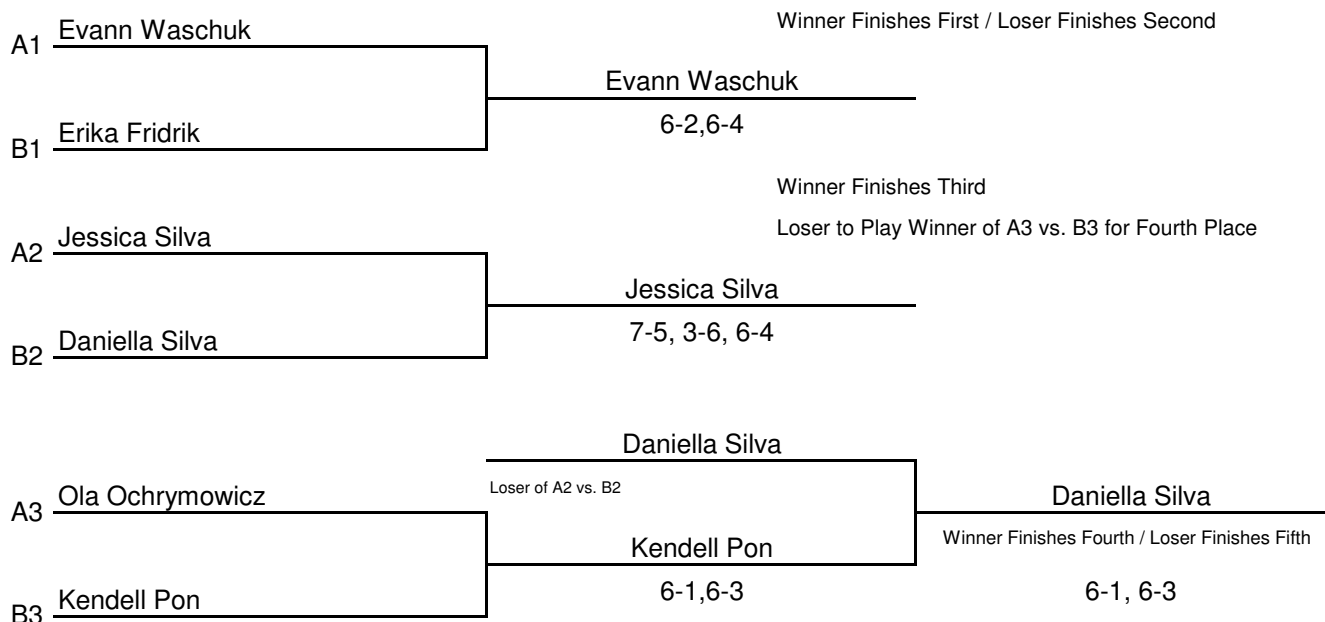 Winner Finishes First / Loser Finishes Second
A1 Evann Waschuk
Evann Waschuk
6-2,6-4
B1 Erika Fridrik
Winner Finishes Third
Loser to Play Winner of A3 vs. B3 for Fourth Place
A2 Jessica Silva
Jessica Silva
7-5, 3-6, 6-4
B2 Daniella Silva
Daniella Silva
Loser of A2 vs. B2
A3 Ola Ochrymowicz
Daniella Silva
Winner Finishes Fourth / Loser Finishes Fifth
Kendell Pon
6-1,6-3
6-1, 6-3
B3 Kendell Pon